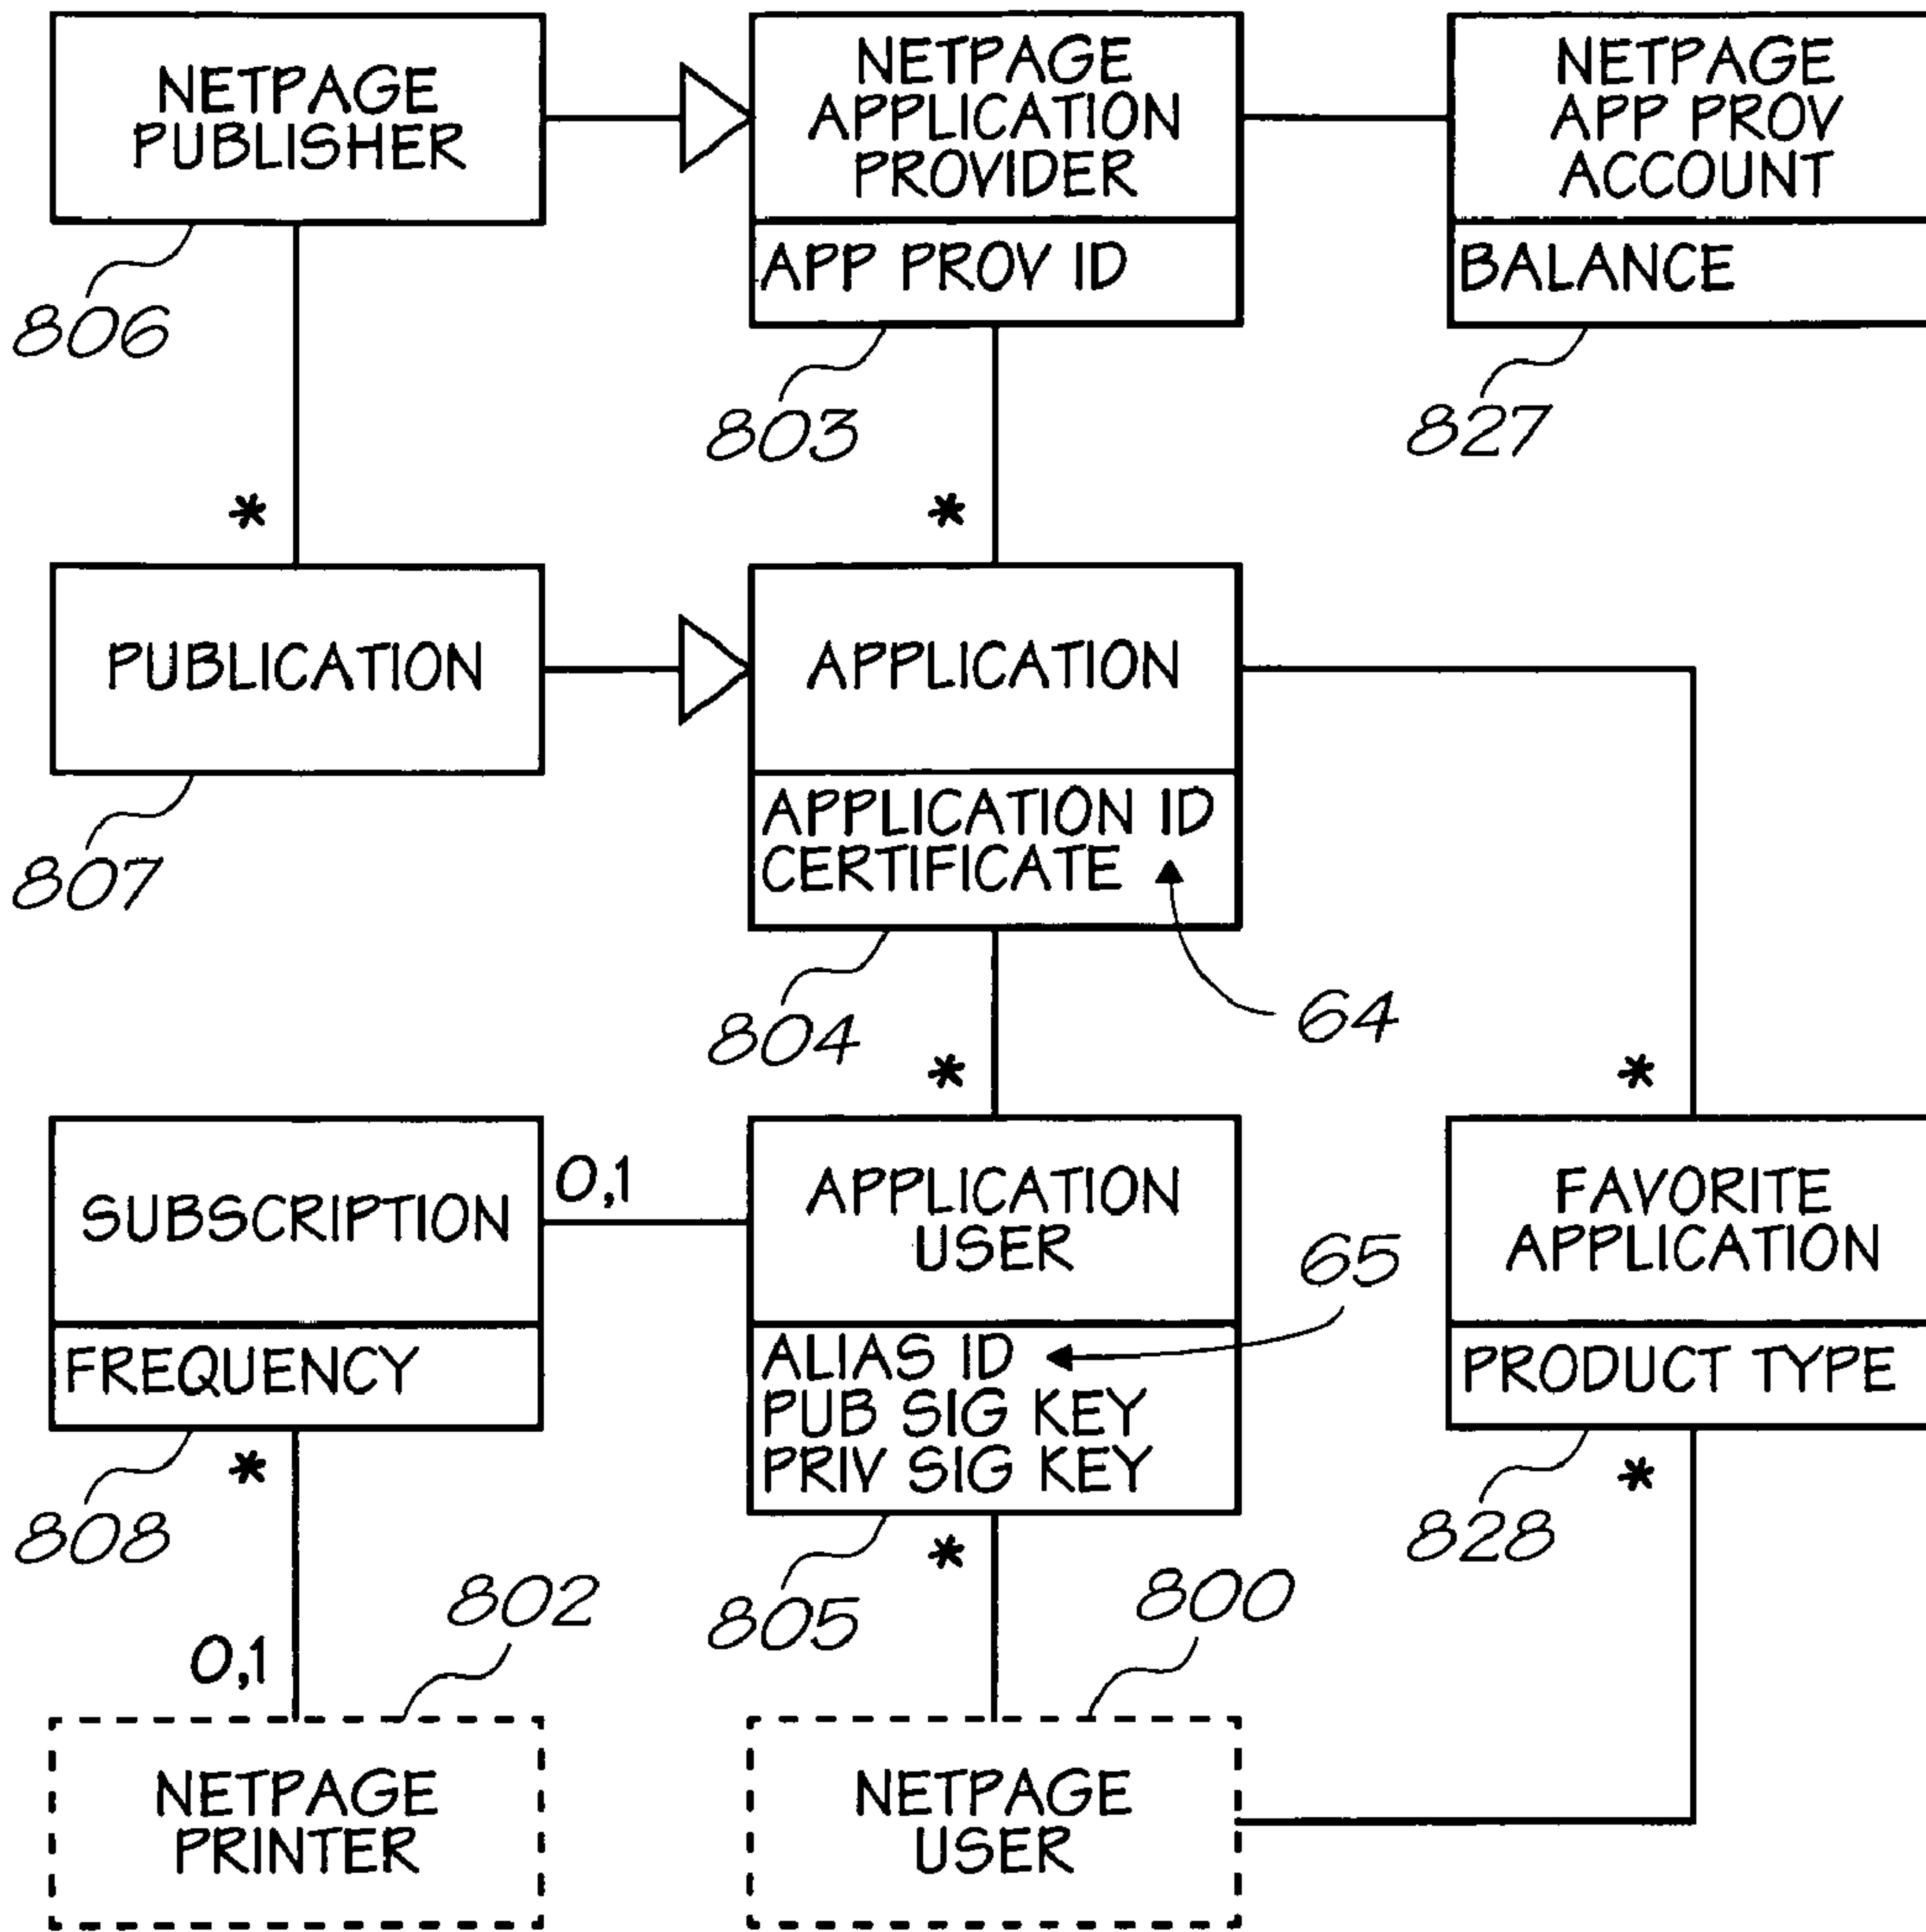 NETPAGE
PUBLISHER
806
NETPAGE
APPLICATION
PROVIDER
APP PROV ID
803
NETPAGE
APP PROV
ACCOUNT
BALANCE
827
*
*
PUBLICATION
807
APPLICATION
APPLICATION ID
CERTIFICATE
64
804
*
*
SUBSCRIPTION
FREQUENCY
808
0,1
APPLICATION
USER
ALIAS ID
PUB SIG KEY
PRIV SIG KEY
65
805
FAVORITE
APPLICATION
PRODUCT TYPE
828
*
*
*
0,1
802
800
NETPAGE
PRINTER
NETPAGE
USER